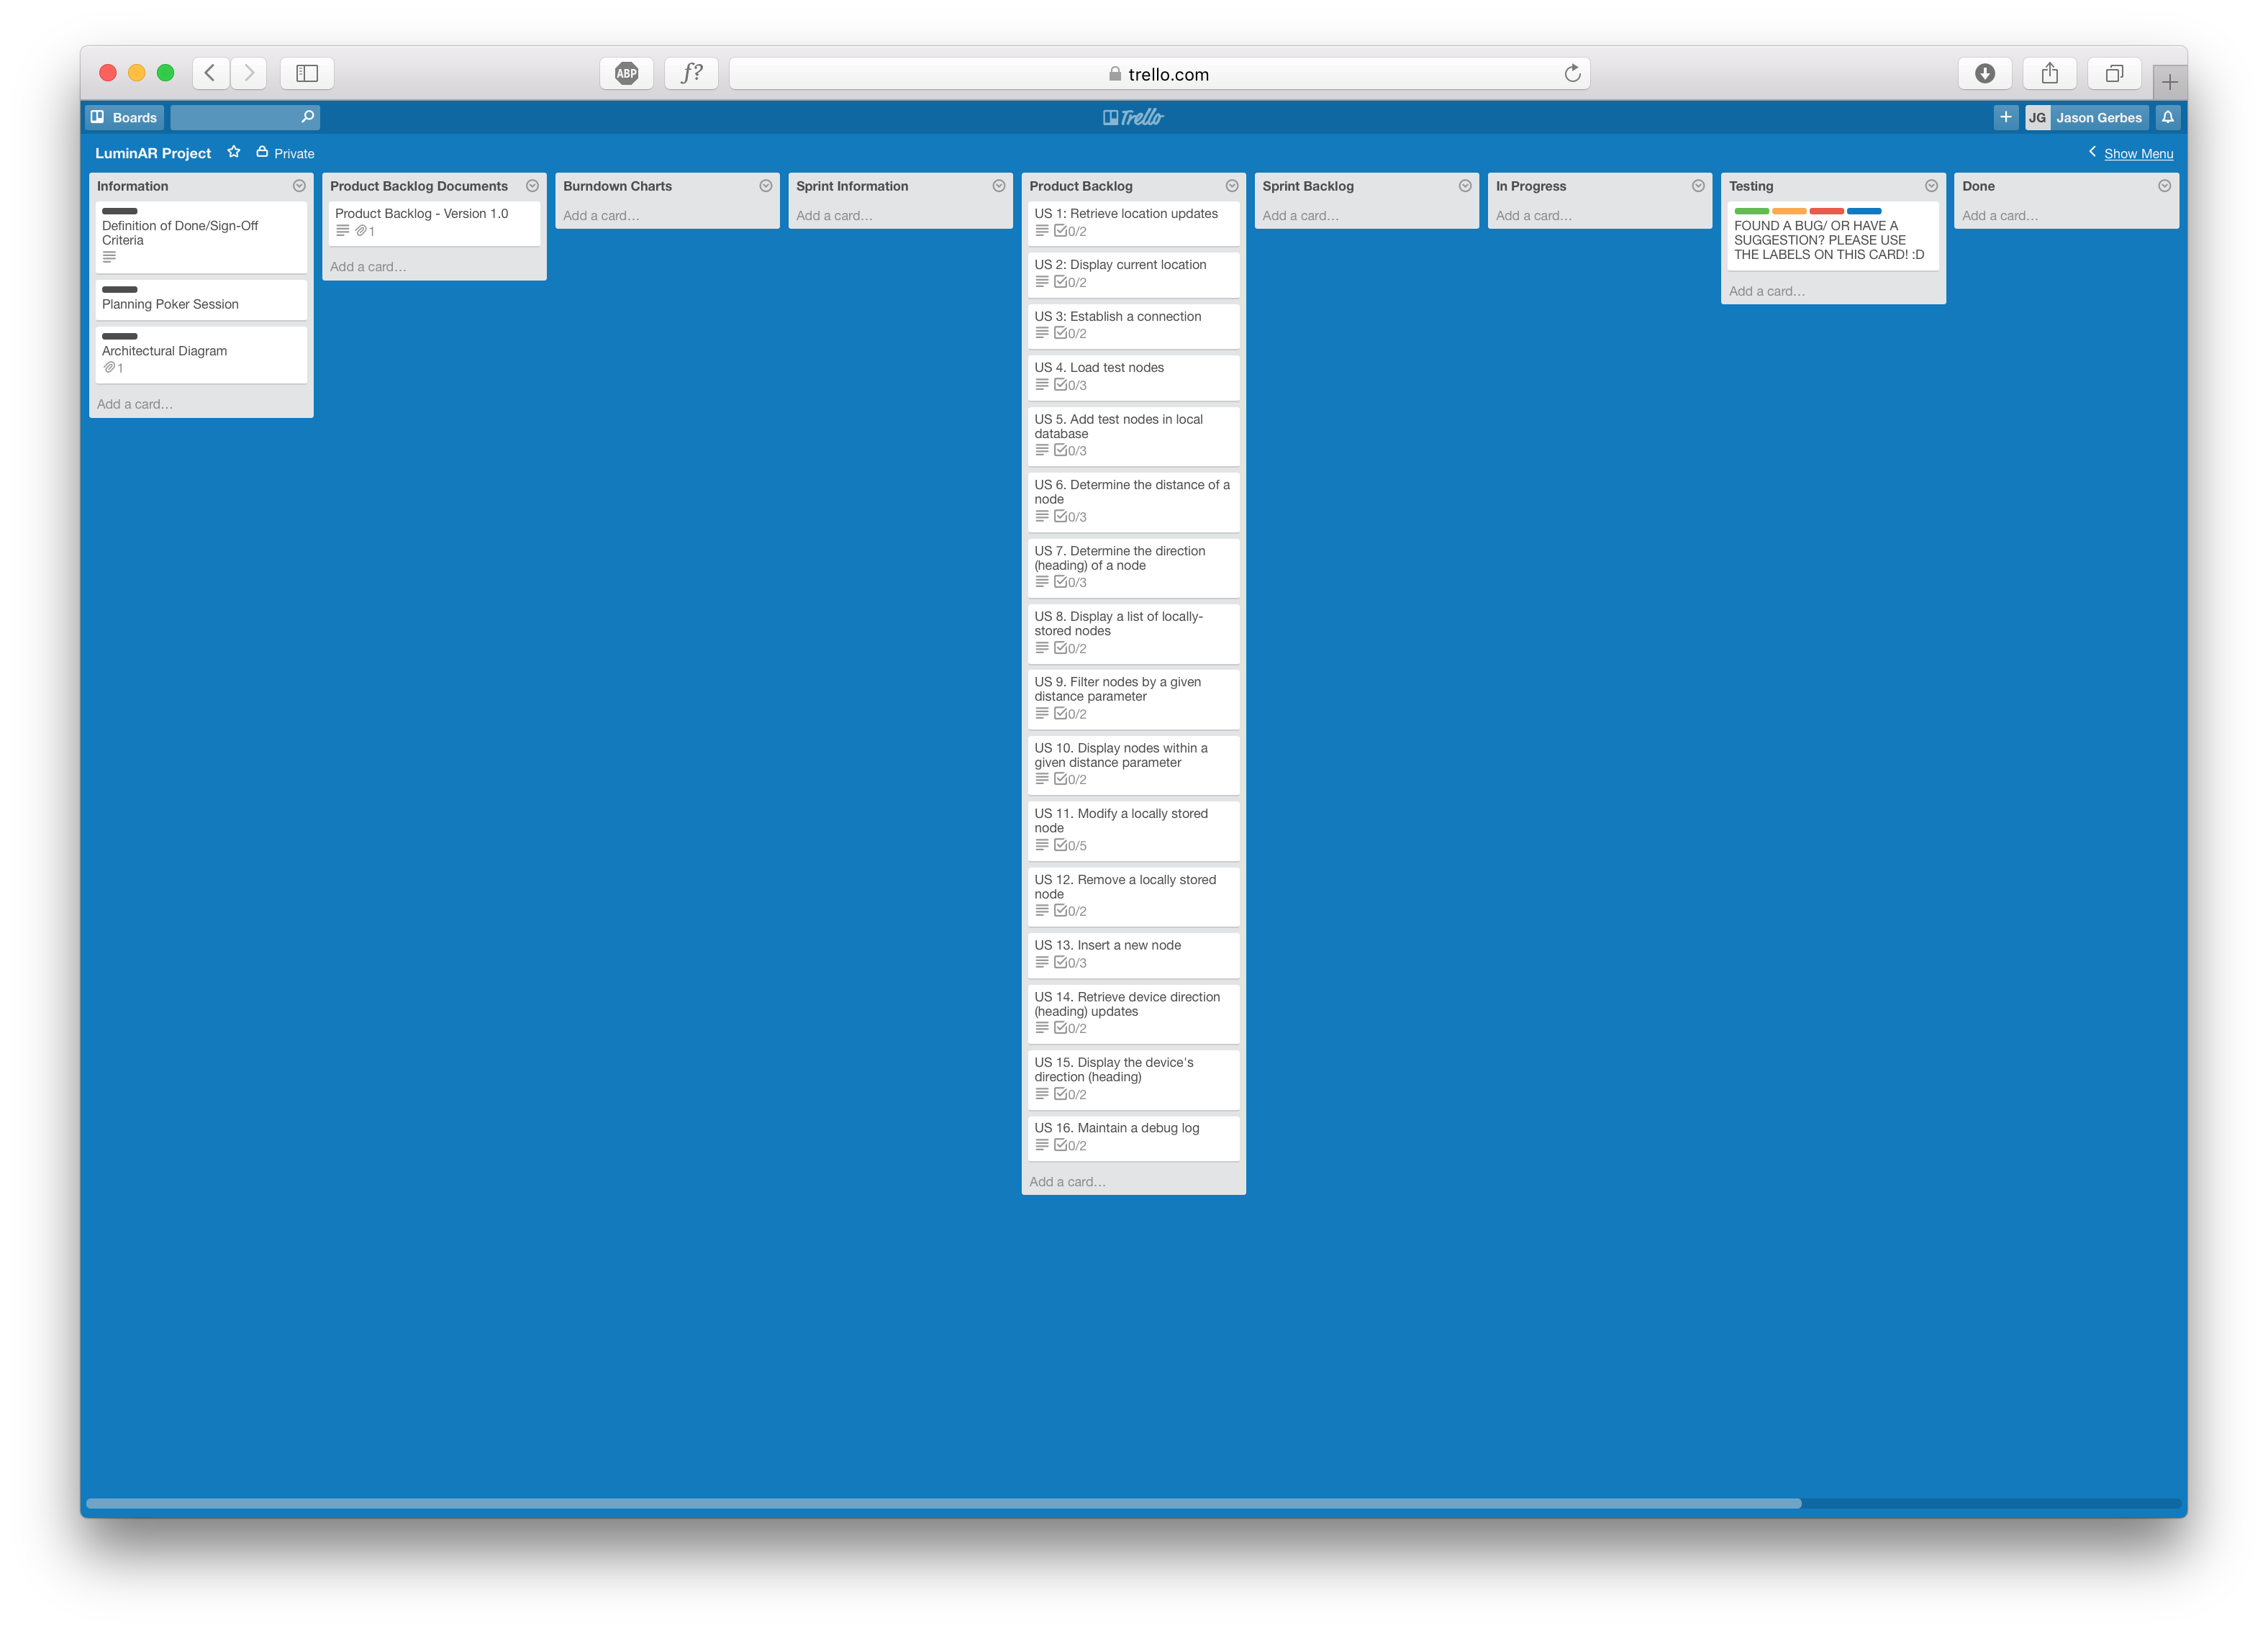 ABP
f?
trello.com
Boards
Trello
JG Jason Gerbes
LuminAR Project
Private
Show Menu
Information
Definition of Done/Sign-Off
Criteria
Planning Poker Session
Architectural Diagram
1
Add a card…
Product Backlog Documents
Product Backlog - Version 1.0
1
Add a card…
Burndown Charts
Add a card…
Sprint Information
Add a card…
Product Backlog
US 1: Retrieve location updates
0/2
US 2: Display current location
0/2
US 3: Establish a connection
0/2
US 4. Load test nodes
0/3
US 5. Add test nodes in local
database
0/3
US 6. Determine the distance of a
node
0/3
US 7. Determine the direction
(heading) of a node
0/3
US 8. Display a list of locally-
stored nodes
0/2
US 9. Filter nodes by a given
distance parameter
0/2
US 10. Display nodes within a
given distance parameter
0/2
US 11. Modify a locally stored
node
0/5
US 12. Remove a locally stored
node
0/2
US 13. Insert a new node
0/3
US 14. Retrieve device direction
(heading) updates
0/2
US 15. Display the device's
direction (heading)
0/2
US 16. Maintain a debug log
0/2
Add a card…
Sprint Backlog
Add a card…
In Progress
Add a card…
Testing
FOUND A BUG/ OR HAVE A
SUGGESTION? PLEASE USE
THE LABELS ON THIS CARD! :D
Add a card…
Done
Add a card…